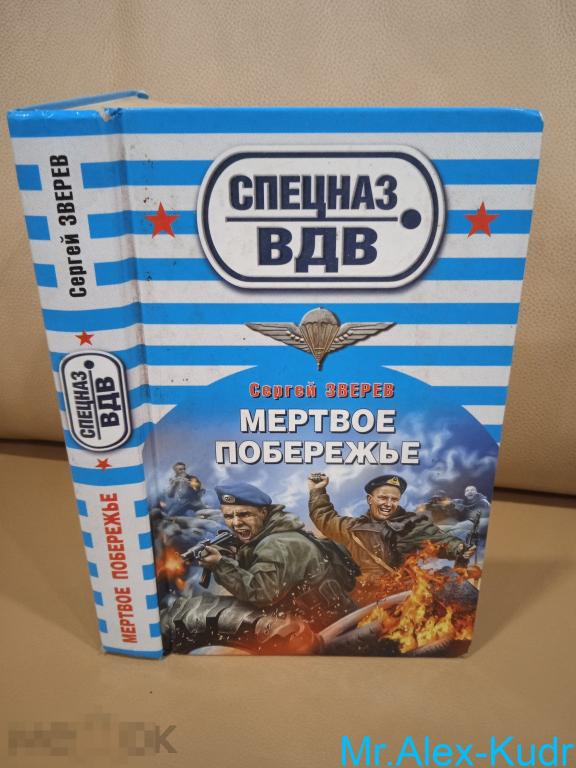 СПЕЦНАЗ
ВДВ
Сергей ЗВЕРЕВ
МЕРТВОЕ
ПОБЕРЕЖЬЕ
Сергей ЗВЕРЕВ
СПЕЦНАЗ
ВДВ
МЕРТВОЕ ПОБЕРЕЖЬЕ
Mr.Alex-Kudr